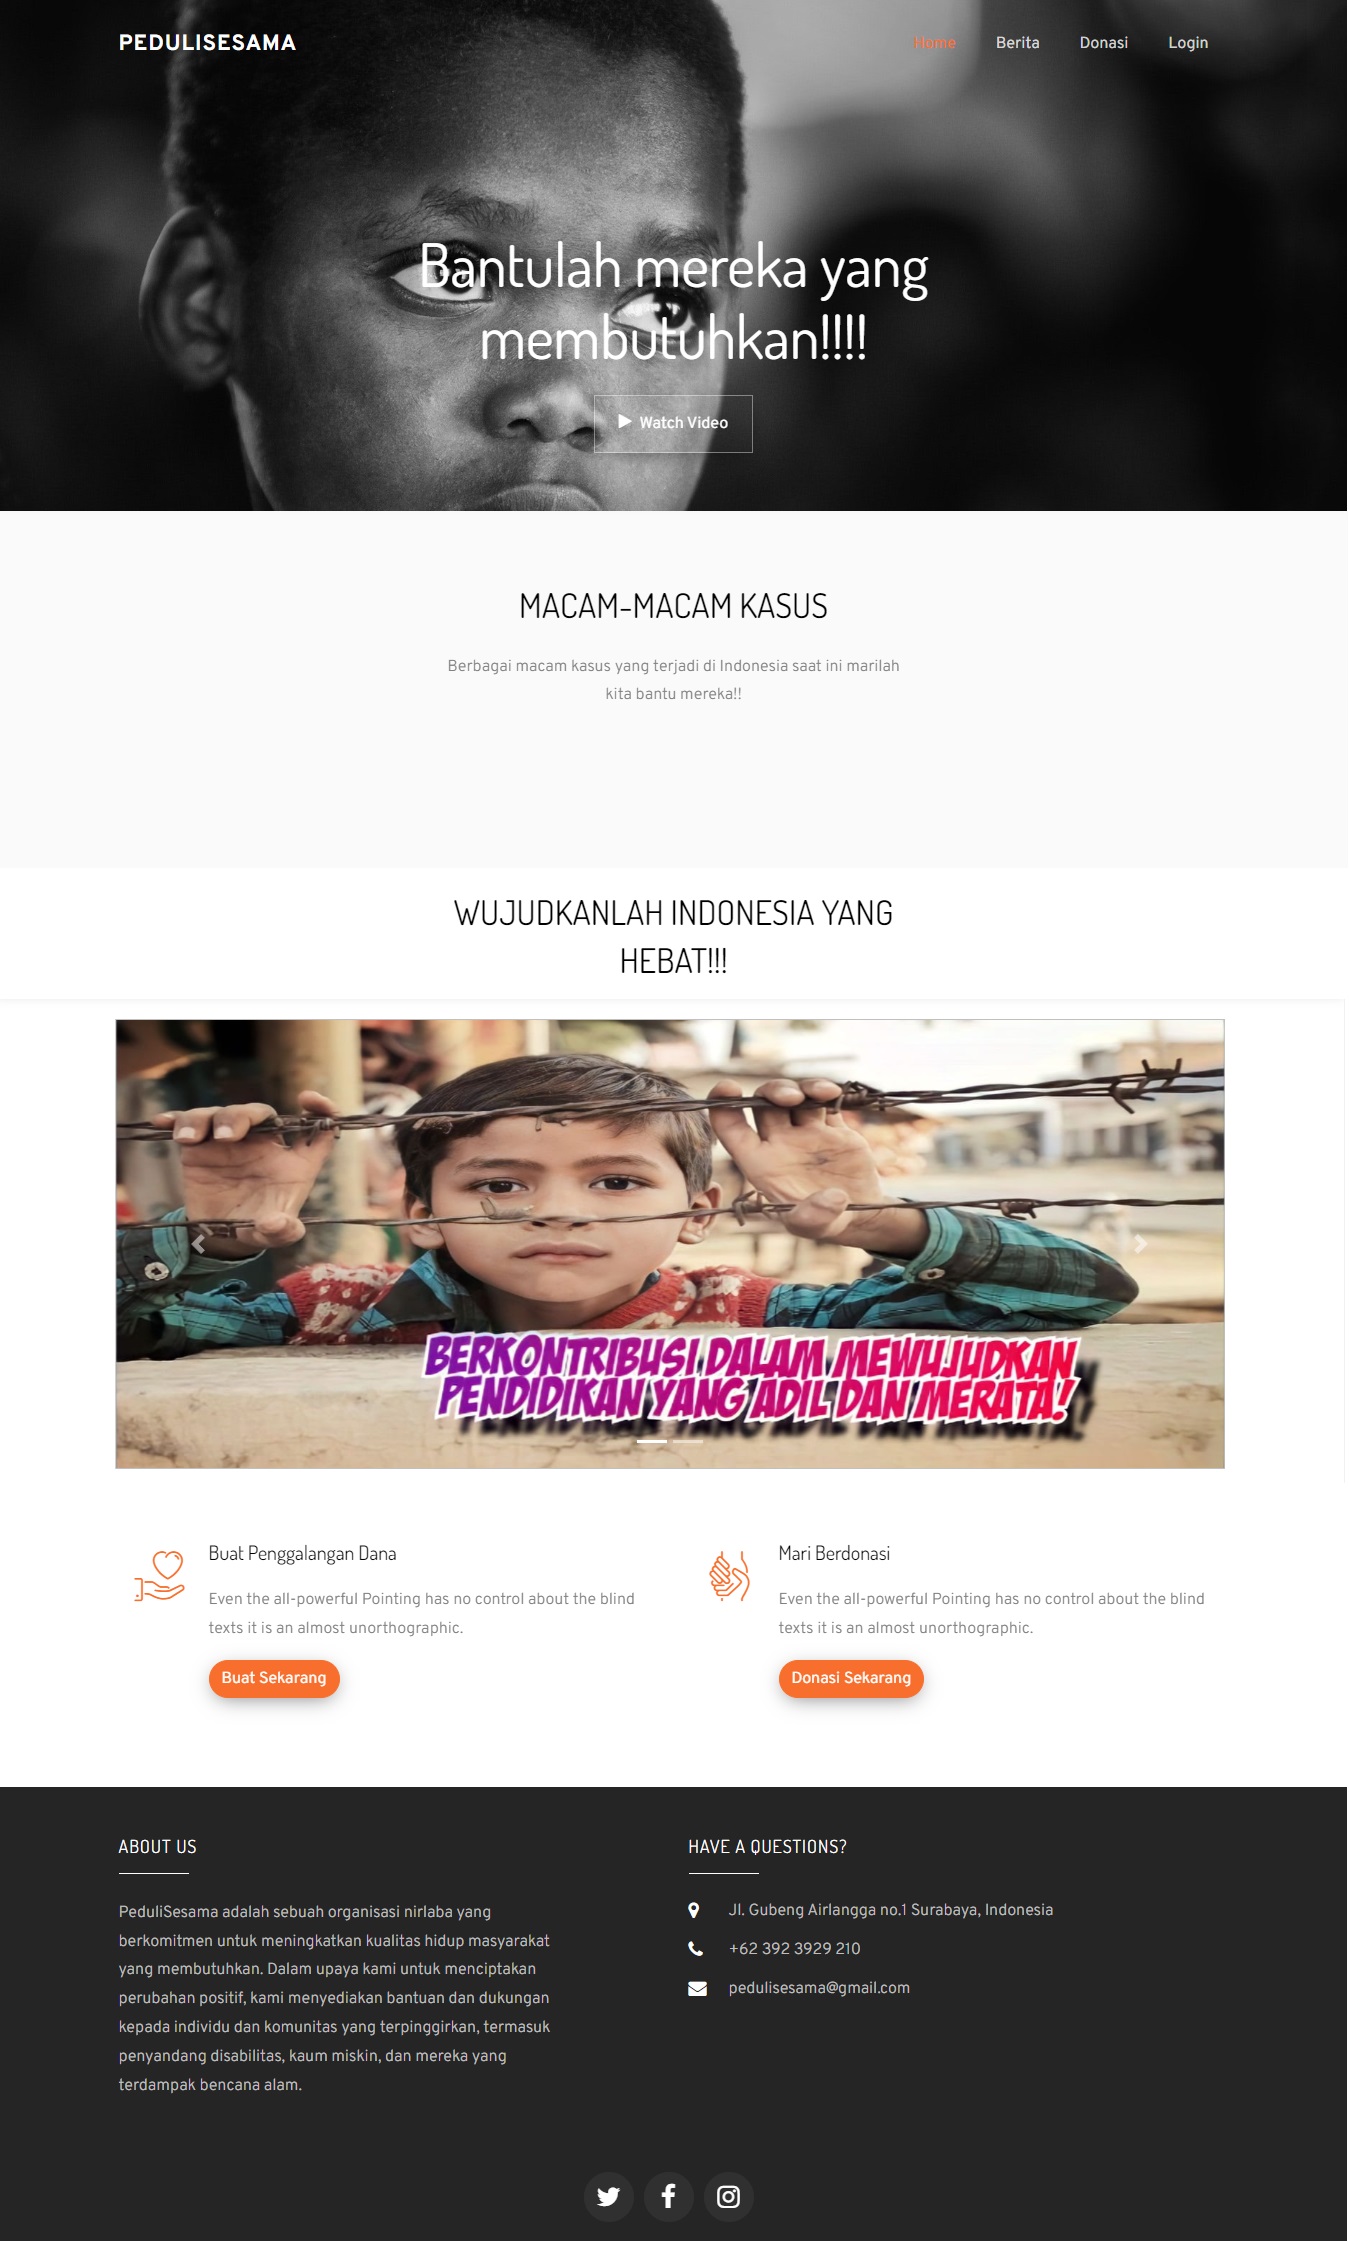 PEDULISESAMA
Home Berita Donasi Login
Bantulah mereka yang
membutuhkan!!!!
Watch Video
MACAM-MACAM KASUS
Berbagai macam kasus yang terjadi di Indonesia saat ini marilah
kita bantu mereka!!
WUJUDKANLAH INDONESIA YANG
HEBAT!!!
BERKONTRIBUSI DALAM MEWUJUDKAN
PENDIDIKAN YANG ADIL DAN MERATA!
Buat Penggalangan Dana
Even the all-powerful Pointing has no control about the blind
texts it is an almost unorthographic.
Buat Sekarang
Mari Berdonasi
Even the all-powerful Pointing has no control about the blind
texts it is an almost unorthographic.
Donasi Sekarang
ABOUT US
PeduliSesama adalah sebuah organisasi nirlaba yang
berkomitmen untuk meningkatkan kualitas hidup masyarakat
yang membutuhkan. Dalam upaya kami untuk menciptakan
perubahan positif, kami menyediakan bantuan dan dukungan
kepada individu dan komunitas yang terpinggirkan, termasuk
penyandang disabilitas, kaum miskin, dan mereka yang
terdampak bencana alam.
HAVE A QUESTIONS?
Jl. Gubeng Airlangga no.1 Surabaya, Indonesia
+62 392 3929 210
pedulisesama@gmail.com